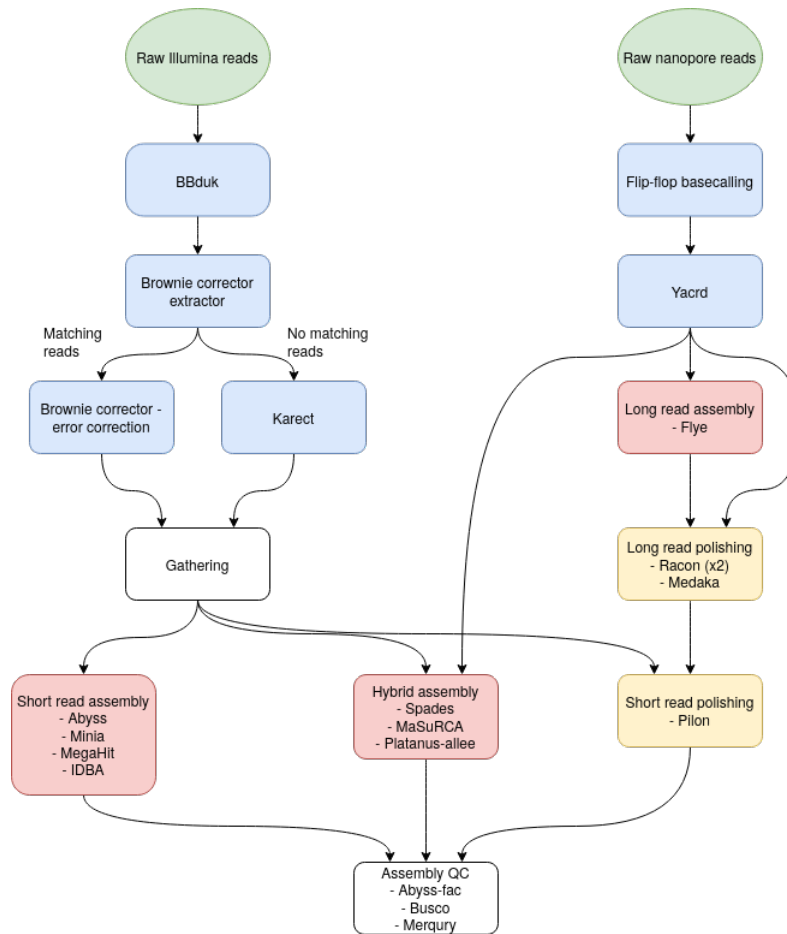 Raw Illumina reads
Raw nanopore reads
BBduk
Flip-flop basecalling
Brownie corrector
extractor
Yacrd
Matching
reads
No matching
reads
Brownie corrector -
error correction
Karect
Long read assembly
- Flye
Gathering
Long read polishing
- Racon (x2)
- Medaka
Short read assembly
- Abyss
- Minia
- MegaHit
- IDBA
Hybrid assembly
- Spades
- MaSuRCA
- Platanus-allee
Short read polishing
- Pilon
Assembly QC
- Abyss-fac
- Busco
- Merqury